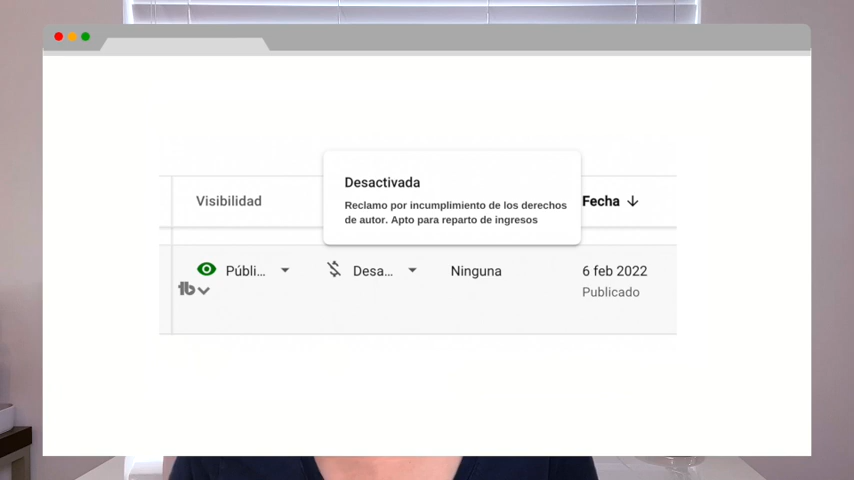 Desactivada
Reclamo por incumplimiento de los derechos
de autor. Apto para reparto de ingresos
Visibilidad
Fecha
Públi...
Desa...
Ninguna
6 feb 2022
Publicado
tb